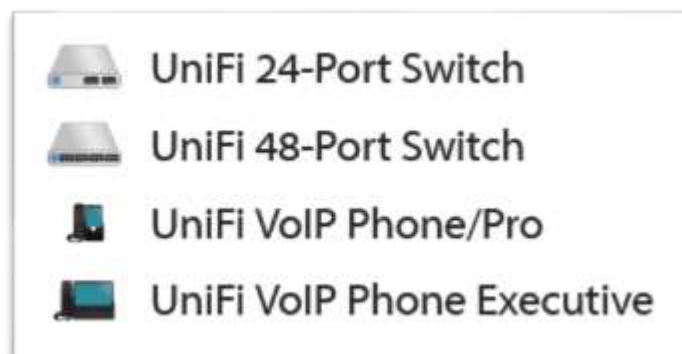 UniFi 24-Port Switch
UniFi 48-Port Switch
UniFi VoIP Phone/Pro
UniFi VoIP Phone Executive